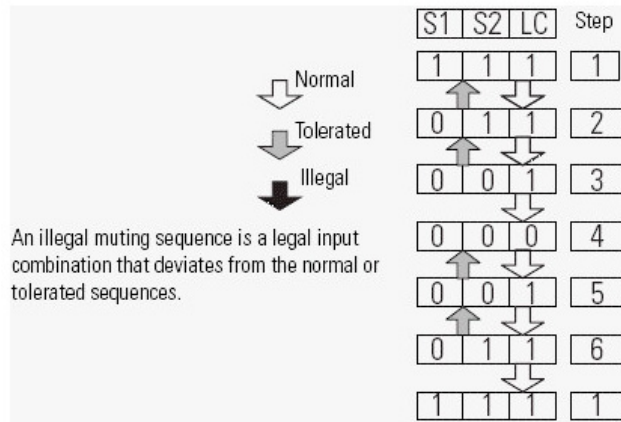 S1 S2 LC Step
1 1 1 1
Normal
0 1 1 2
Tolerated
0 0 1 3
Illegal
0 0 0 4
An illegal muting sequence is a legal input
combination that deviates from the normal or
tolerated sequences.
0 0 1 5
0 1 1 6
1 1 1 1